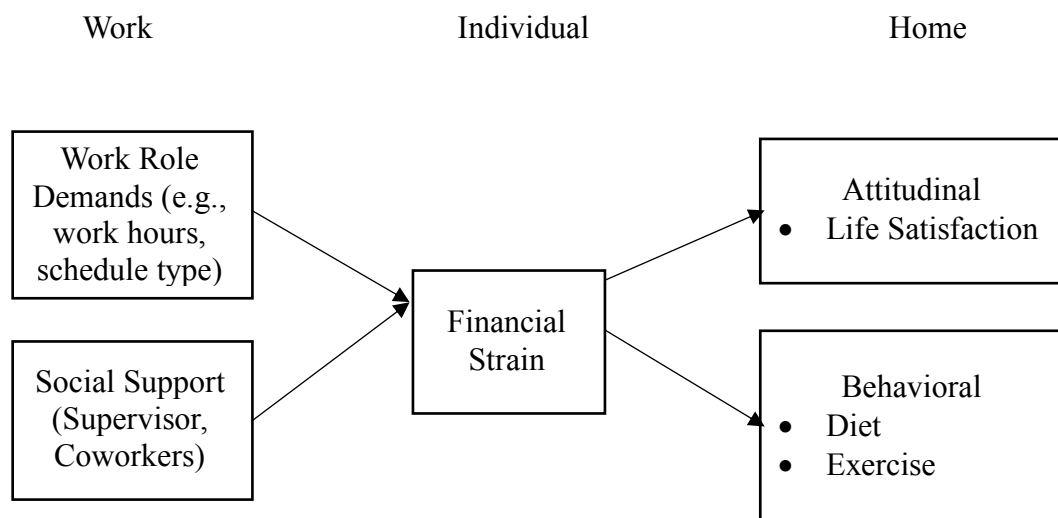 Work
Individual
Home
Work Role
Demands (e.g.,
work hours,
schedule type)
Social Support
(Supervisor,
Coworkers)
Financial
Strain
Attitudinal
• Life Satisfaction
Behavioral
• Diet
• Exercise